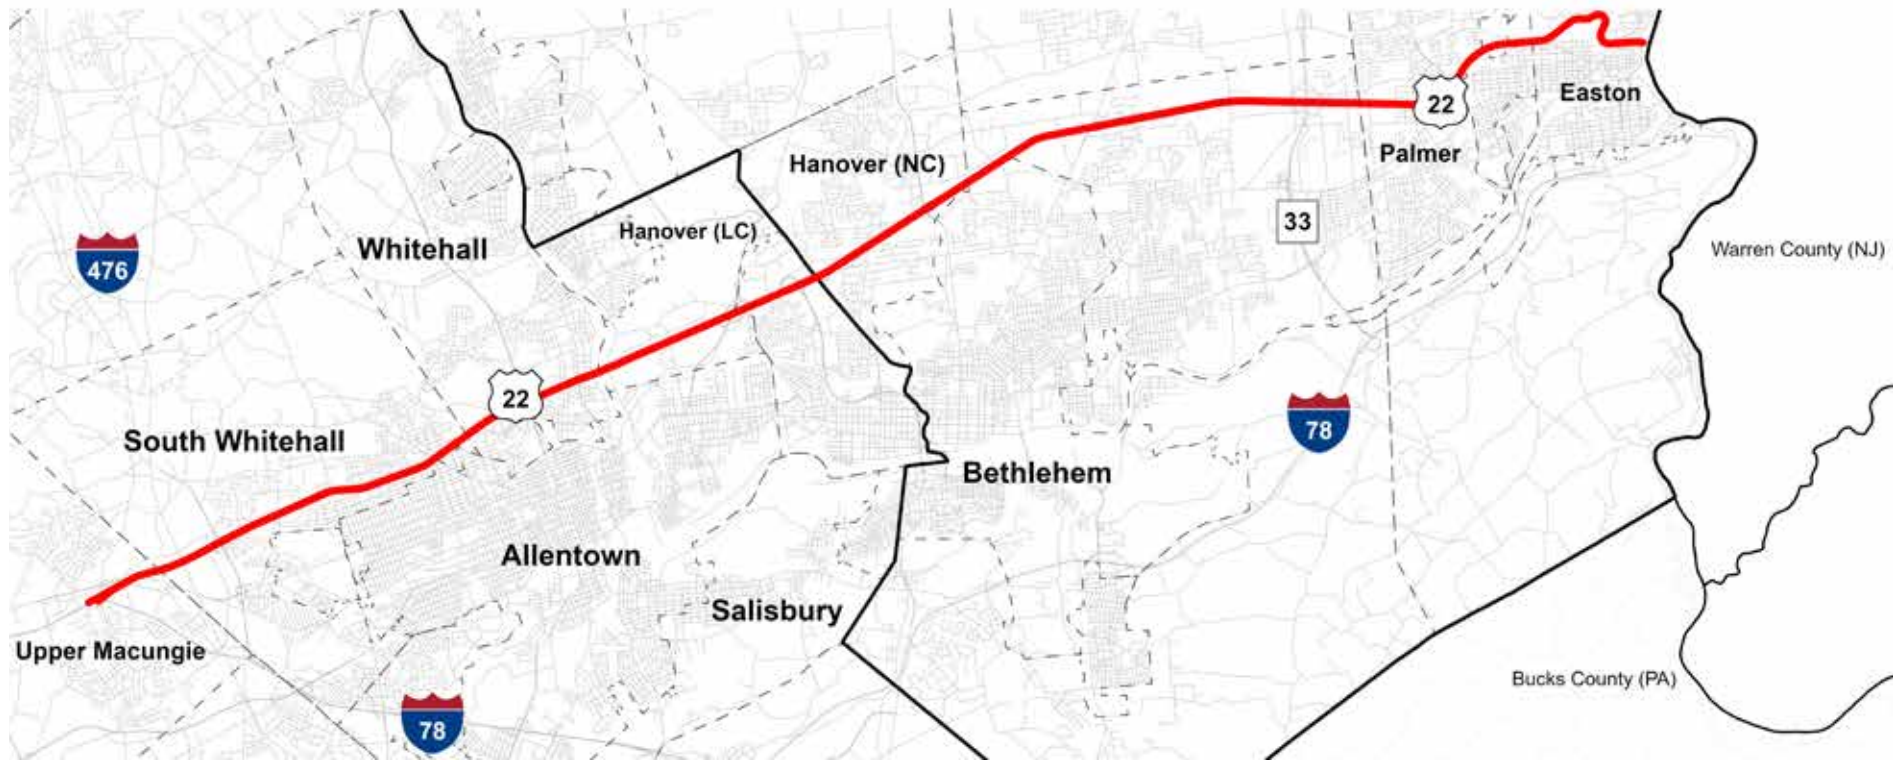 22
Easton
Palmer
Hanover (NC)
33
Hanover (LC)
Whitehall
Warren County (NJ)
476
22
78
South Whitehall
Bethlehem
Allentown
Salisbury
Upper Macungie
Bucks County (PA)
78